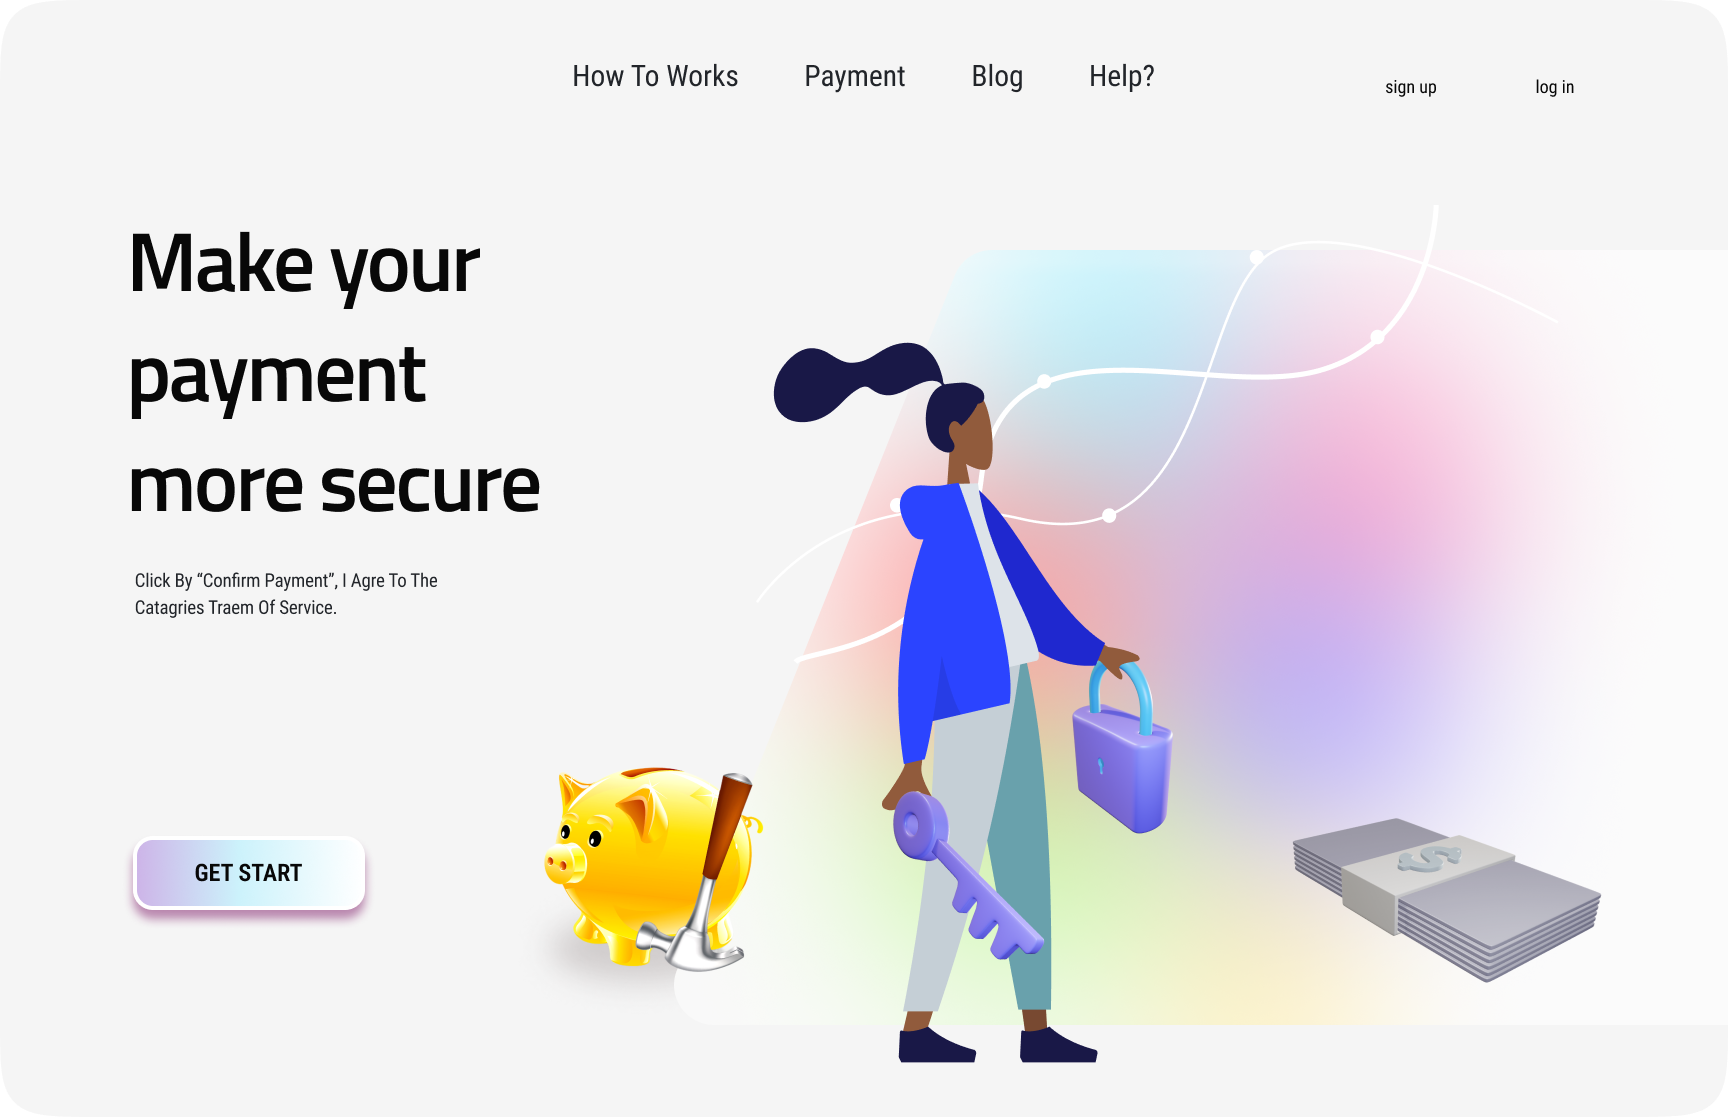 How To Works Payment Blog Help?
sign up log in
Make your
payment
more secure
Click By “Confirm Payment”, I Agre To The
Catagries Traem Of Service.
GET START